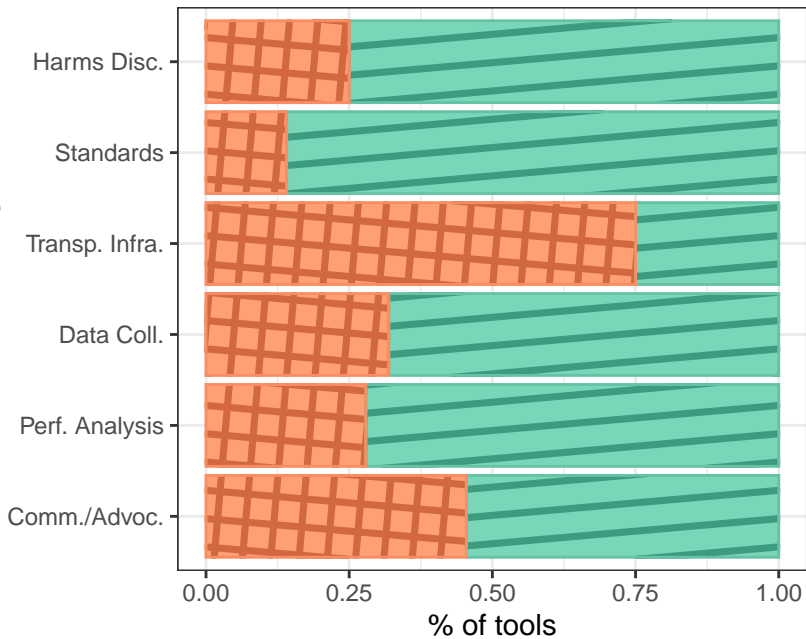 Harms Disc.
Standards
Transp. Infra.
Data Coll.
Perf. Analysis
Comm./Advoc.
0.00 0.25 0.50 0.75 1.00
% of tools